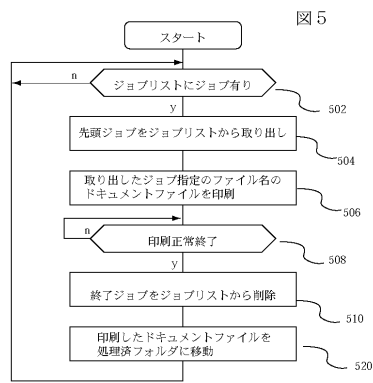 図５
スタート
n
ジョブリストにジョブ有り
502
y
先頭ジョブをジョブリストから取り出し
504
取り出したジョブ指定のファイル名の
ドキュメントファイルを印刷
506
n
印刷正常終了
508
y
終了ジョブをジョブリストから削除
510
印刷したドキュメントファイルを
処理済フォルダに移動
520